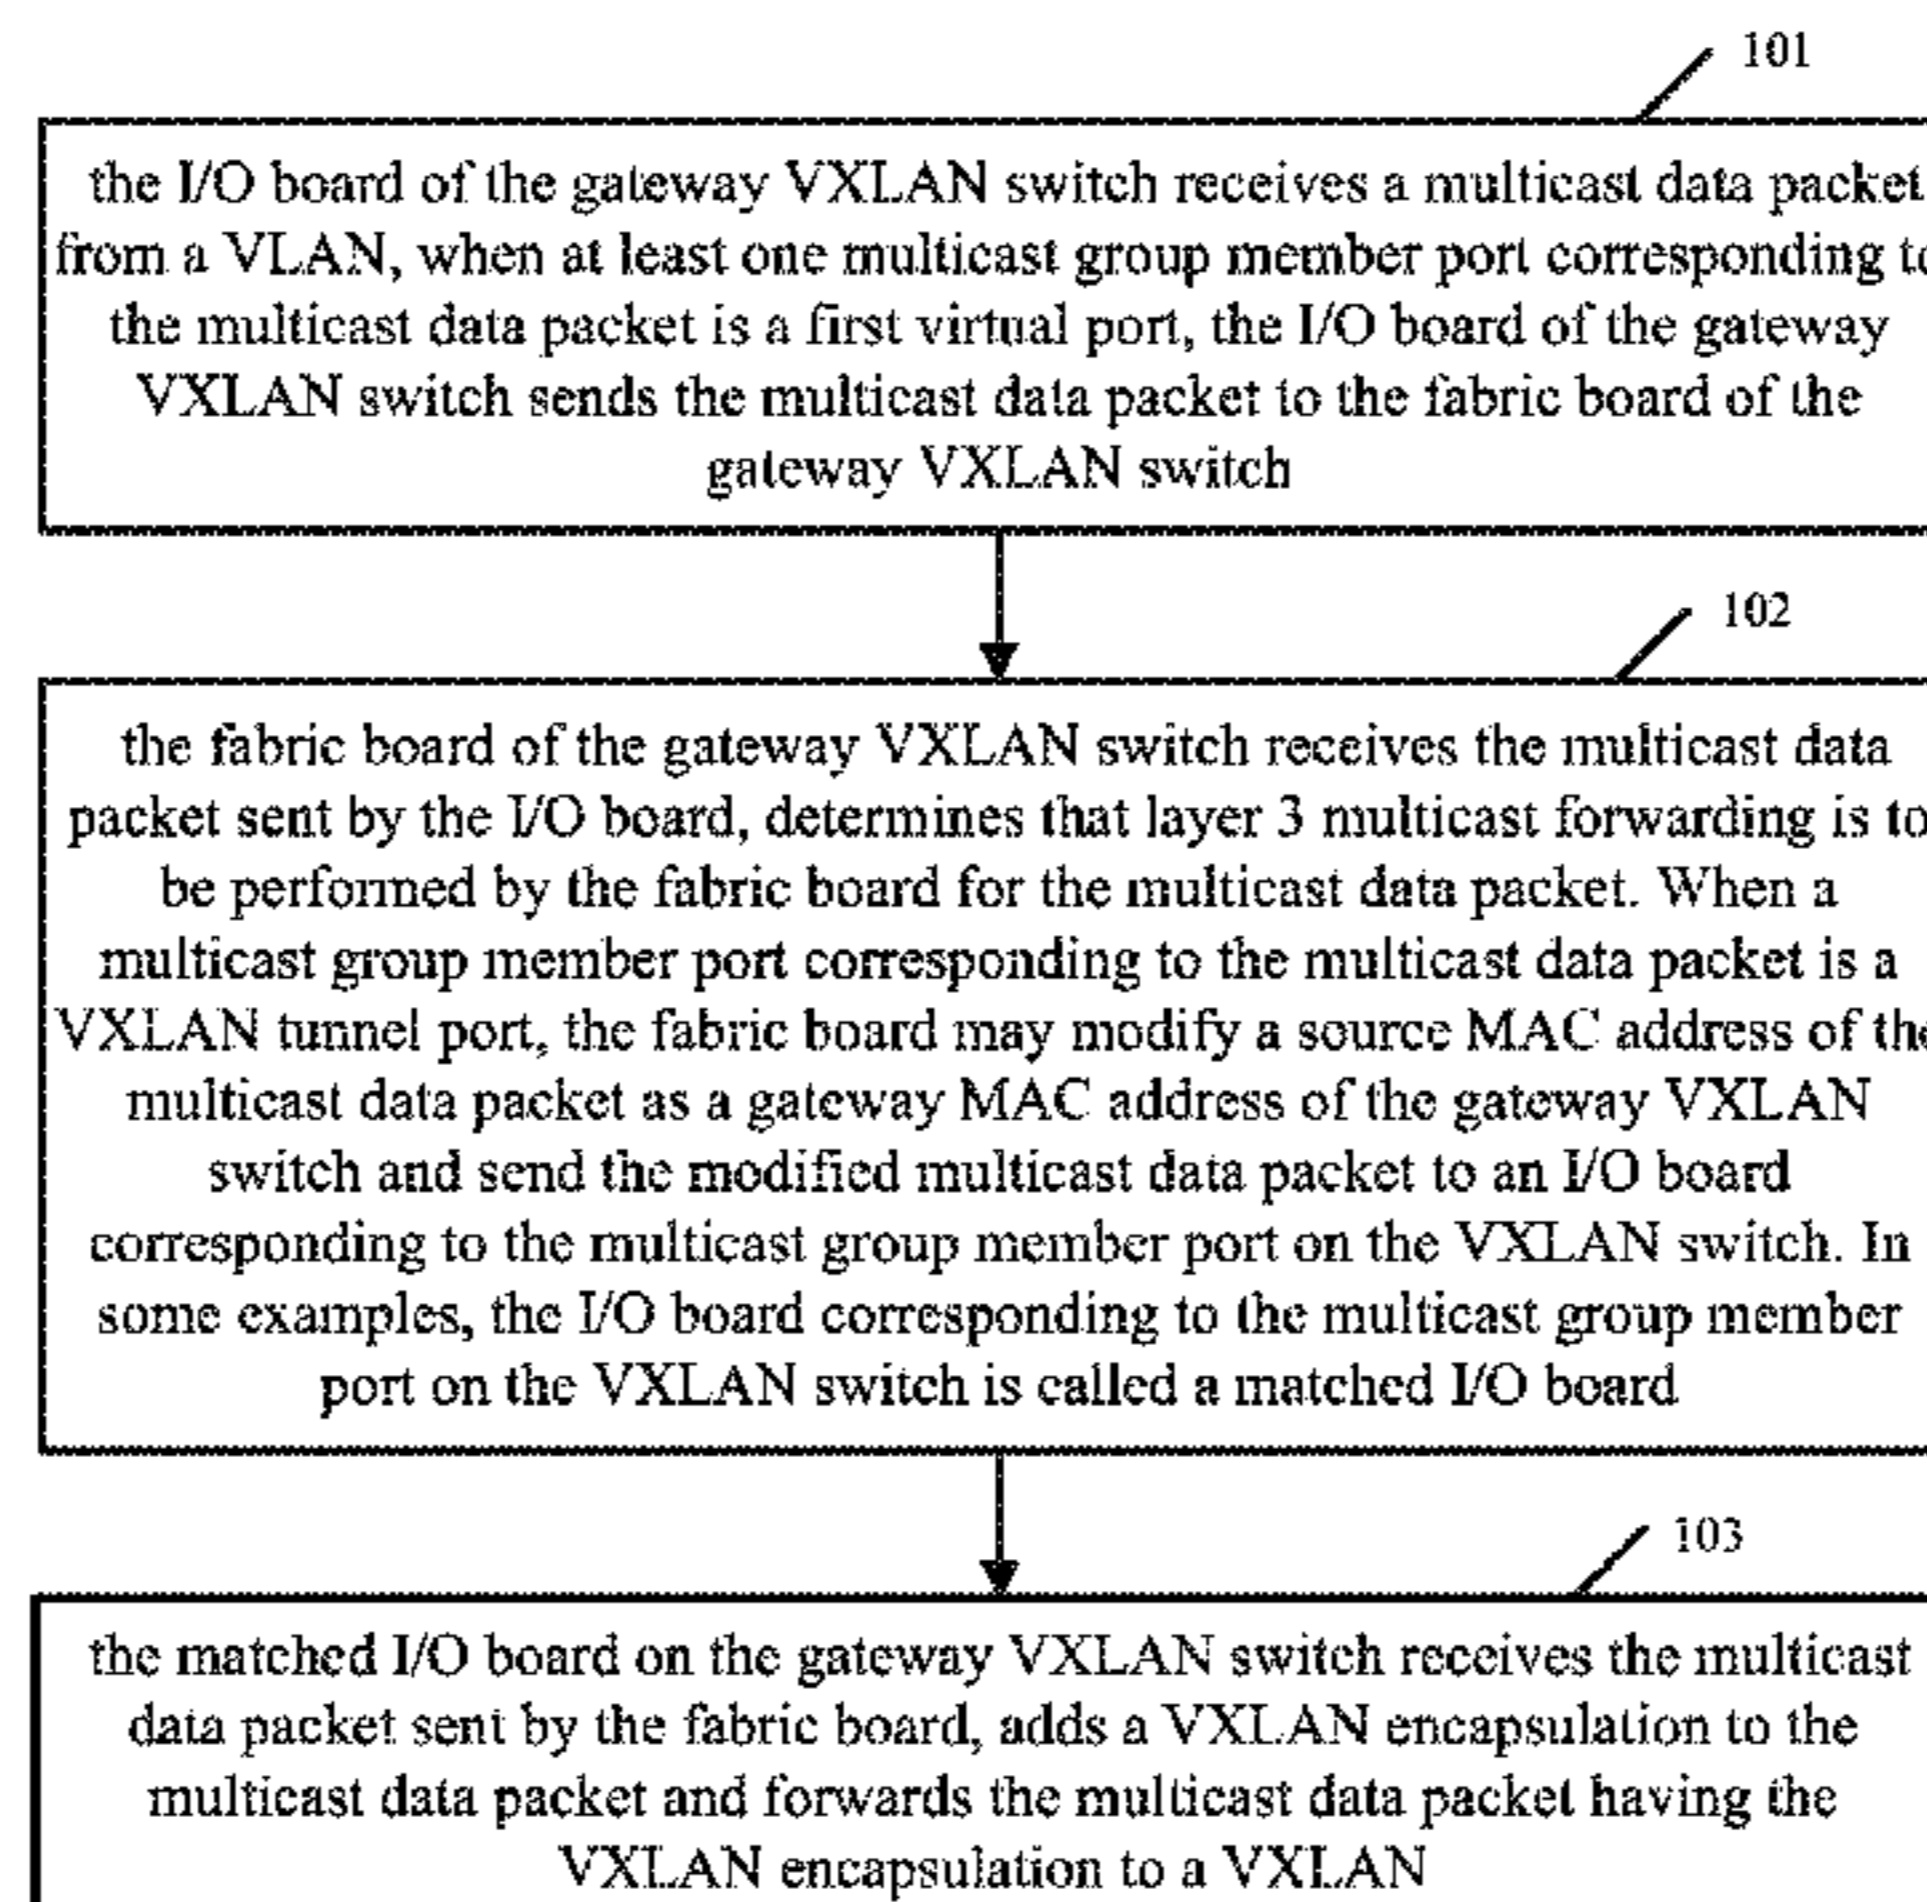 101
the I/O board of the gateway VXLAN switch receives a multicast data packet
from a VLAN, when at least one multicast group member port corresponding to
the multicast data packet is a first virtual port, the I/O board of the gateway
VXLAN switch sends the multicast data packet to the fabric board of the
gateway VXLAN switch
102
the fabric board of the gateway VXLAN switch receives the multicast data
packet sent by the I/O board, determines that layer 3 multicast forwarding is to
be performed by the fabric board for the multicast data packet. When a
multicast group member port corresponding to the multicast data packet is a
VXLAN tunnel port, the fabric board may modify a source MAC address of the
multicast data packet as a gateway MAC address of the gateway VXLAN
switch and send the modified multicast data packet to an I/O board
corresponding to the multicast group member port on the VXLAN switch. In
some examples, the I/O board corresponding to the multicast group member
port on the VXLAN switch is called a matched I/O board
103
the matched I/O board on the gateway VXLAN switch receives the multicast
data packet sent by the fabric board, adds a VXLAN encapsulation to the
multicast data packet and forwards the multicast data packet having the
VXLAN encapsulation to a VXLAN